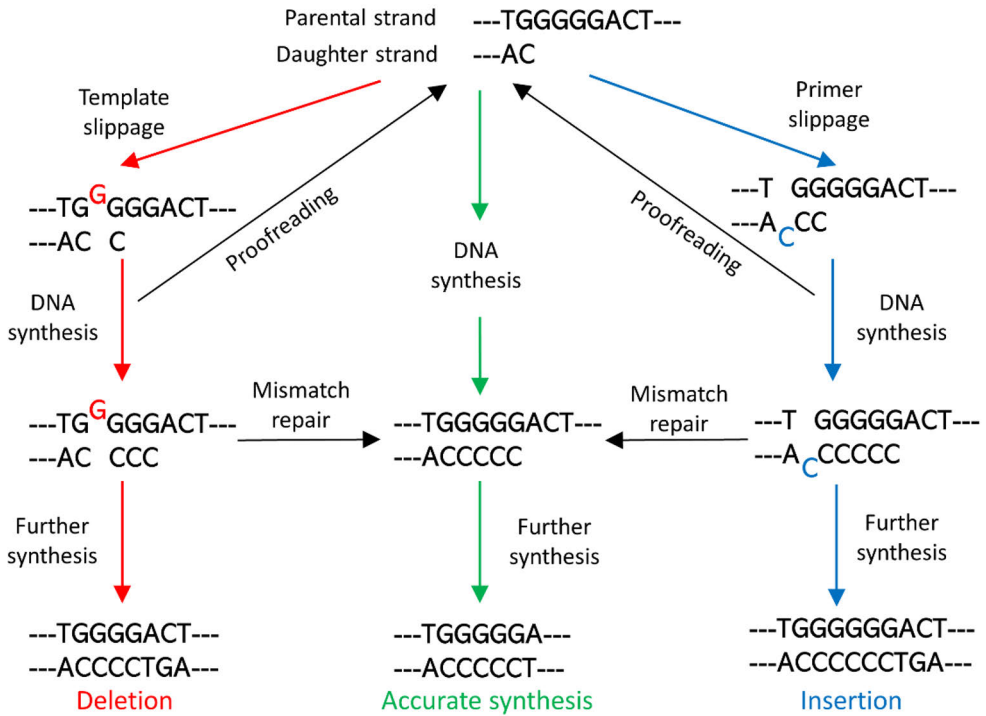 Parental strand ---TGGGGGACT---
Daughter strand ---AC
Template
slippage
Primer
slippage
---TGGGGGACT---
---AC C
---T GGGGGACT---
---ACCC
Proofreading
Proofreading
DNA
synthesis
DNA
synthesis
DNA
synthesis
Mismatch
repair
Mismatch
repair
---TGGGGGACT---
---AC CCC
---TGGGGGACT---
---ACCCCC
---T GGGGGACT---
---ACCCCCC
Further
synthesis
Further
synthesis
Further
synthesis
---TGGGGACT---
---ACCCCTGA---
Deletion
---TGGGGGA---
---ACCCCCT---
Accurate synthesis
---TGGGGGGACT---
---ACCCCCCTGA---
Insertion